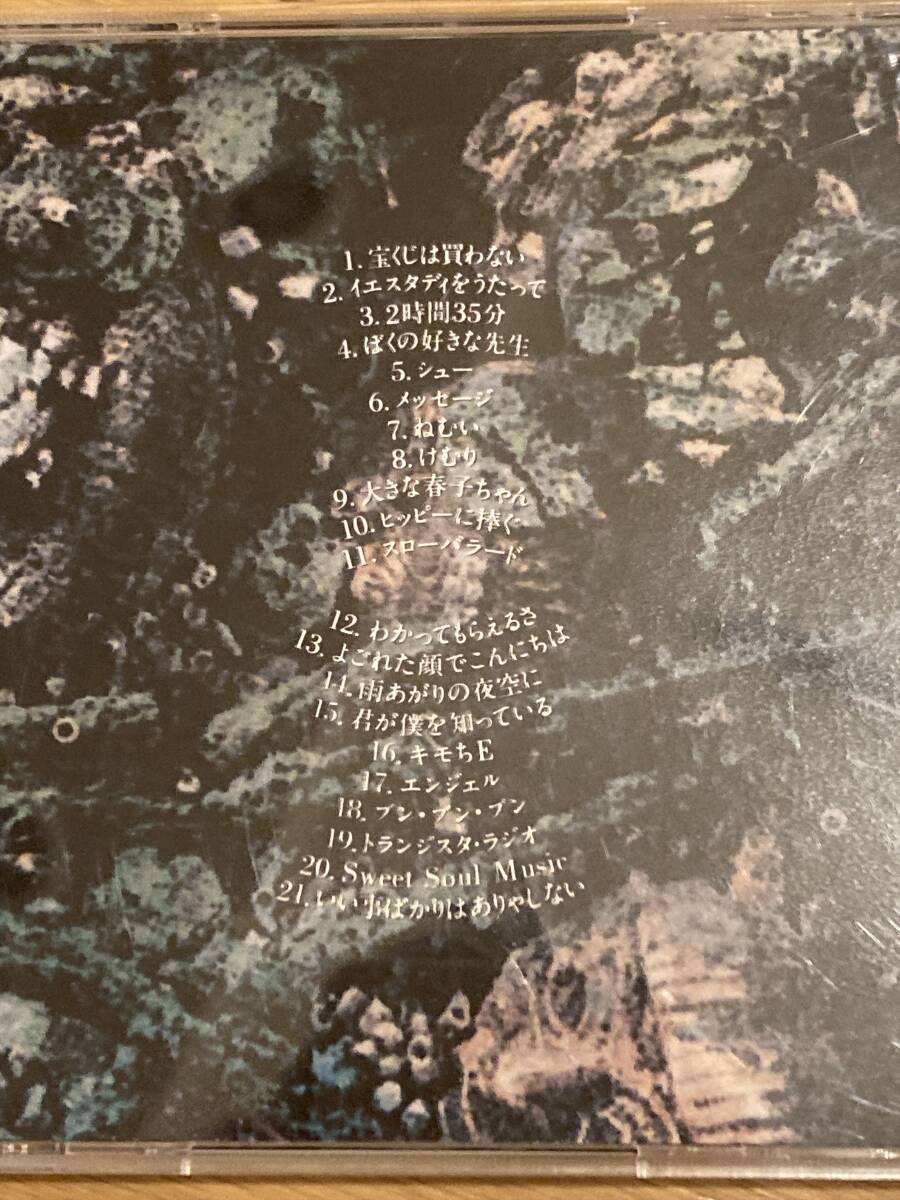 1. 宝くじは買わない
2. イエスタディをうたって
3. 2時間35分
4. ぼくの好きな先生
5. シュー
6. メッセージ
7. ねむい
8. けむり
9. 大きな春子ちゃん
10. ヒッピーに捧ぐ
11. スローバラード
12. わかってもらえるさ
13. よごれた顔でこんにちは
14. 雨あがりの夜空に
15. 君が僕を知っている
16. キモちE
17. エンジェル
18. ブン・ブン・ブン
19. トランジスタ・ラジオ
20. Sweet Soul Music
21. いい事ばかりはありゃしない